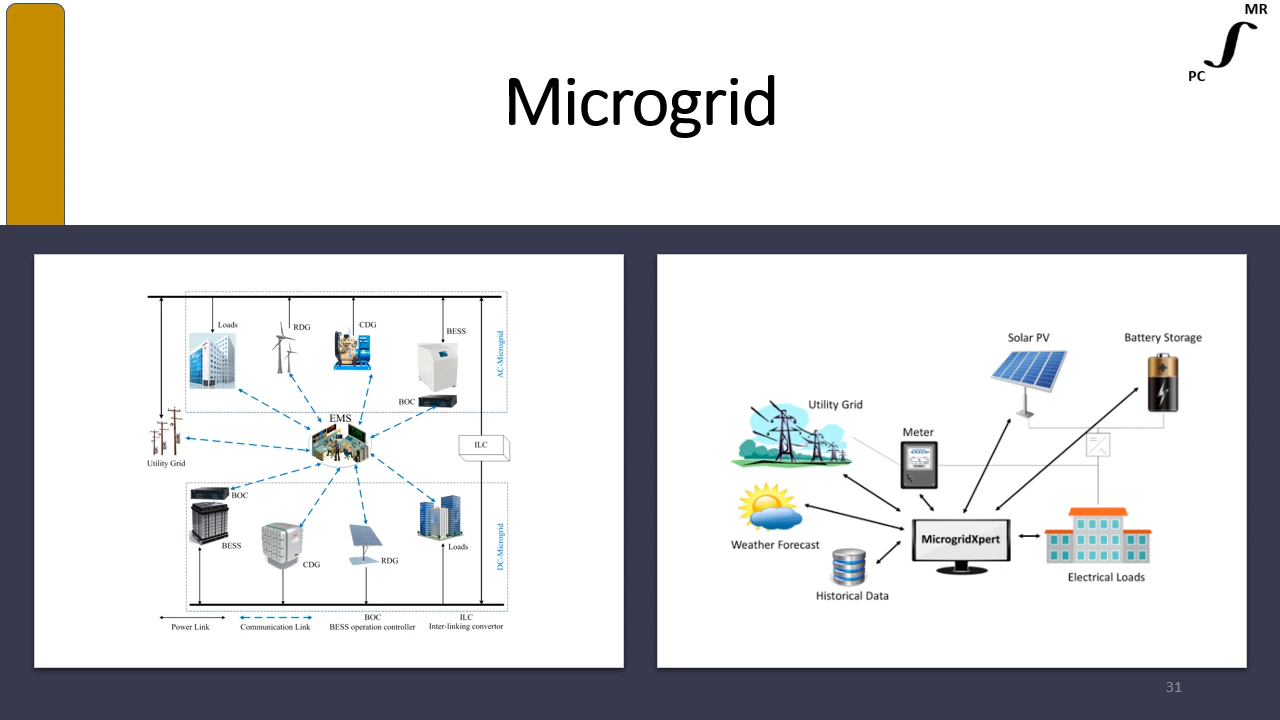 MR
PC
Microgrid
Loads
RDG
CDG
BESS
AC-Microgrid
BOC
EMS
Utility Grid
ILC
BOC
BESS
CDG
RDG
Loads
DC-Microgrid
Power Link
Communication Link
BOC
BESS operation controller
ILC
Inter-linking convertor
Solar PV
Battery Storage
Utility Grid
Meter
Weather Forecast
MicrogridXpert
Historical Data
Electrical Loads
31